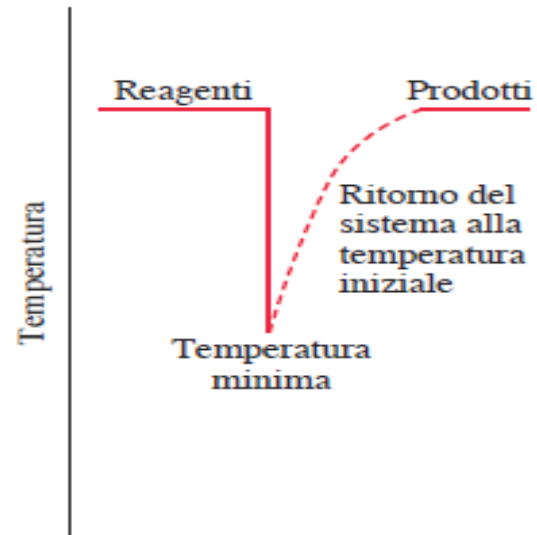 Reagenti
Prodotti
Temperatura
Ritorno del
sistema alla
temperatura
iniziale
Temperatura
minima